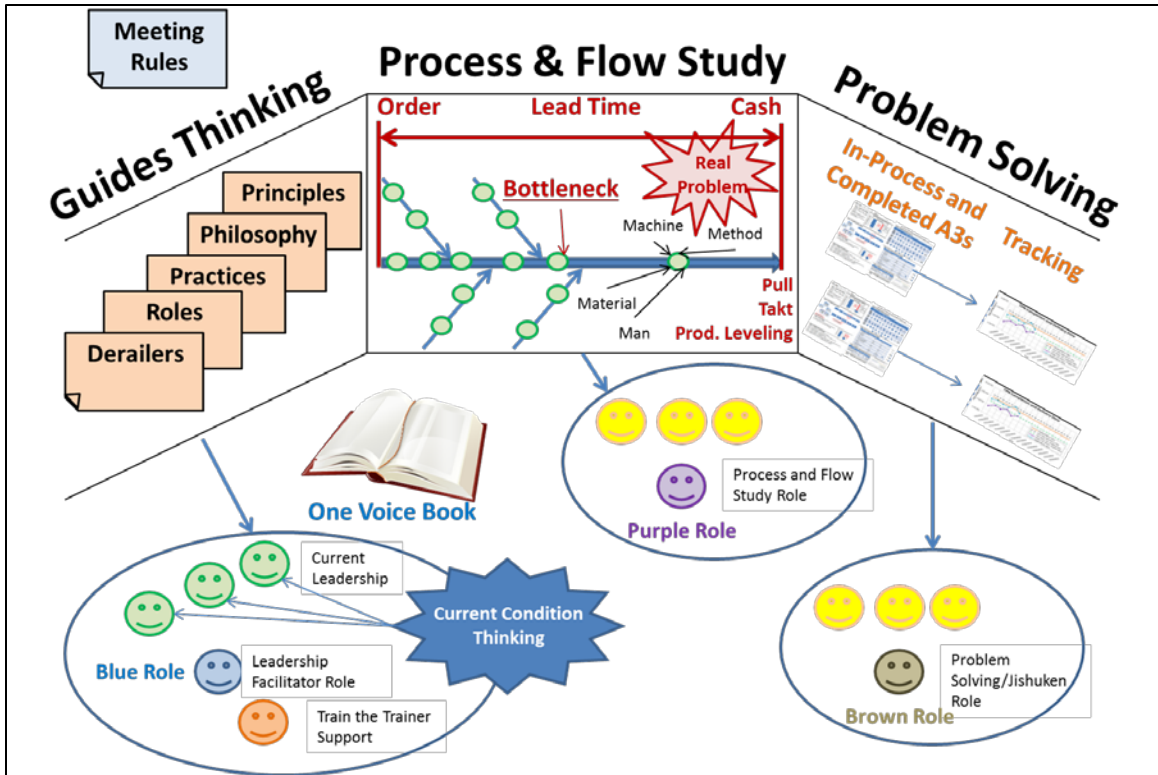 Meeting
Rules
Guides Thinking
Process & Flow Study
Problem Solving
Principles
Philosophy
Practices
Roles
Derailers
Order
Lead Time
Cash
Real
Problem
Bottleneck
Machine
Method
Material
Man
Pull
Takt
Prod. Leveling
In-Process and
Completed A3s
Tracking
One Voice Book
Process and Flow
Study Role
Purple Role
Current
Leadership
Current Condition
Thinking
Blue Role
Leadership
Facilitator Role
Train the Trainer
Support
Problem
Solving/Jishuken
Role
Brown Role